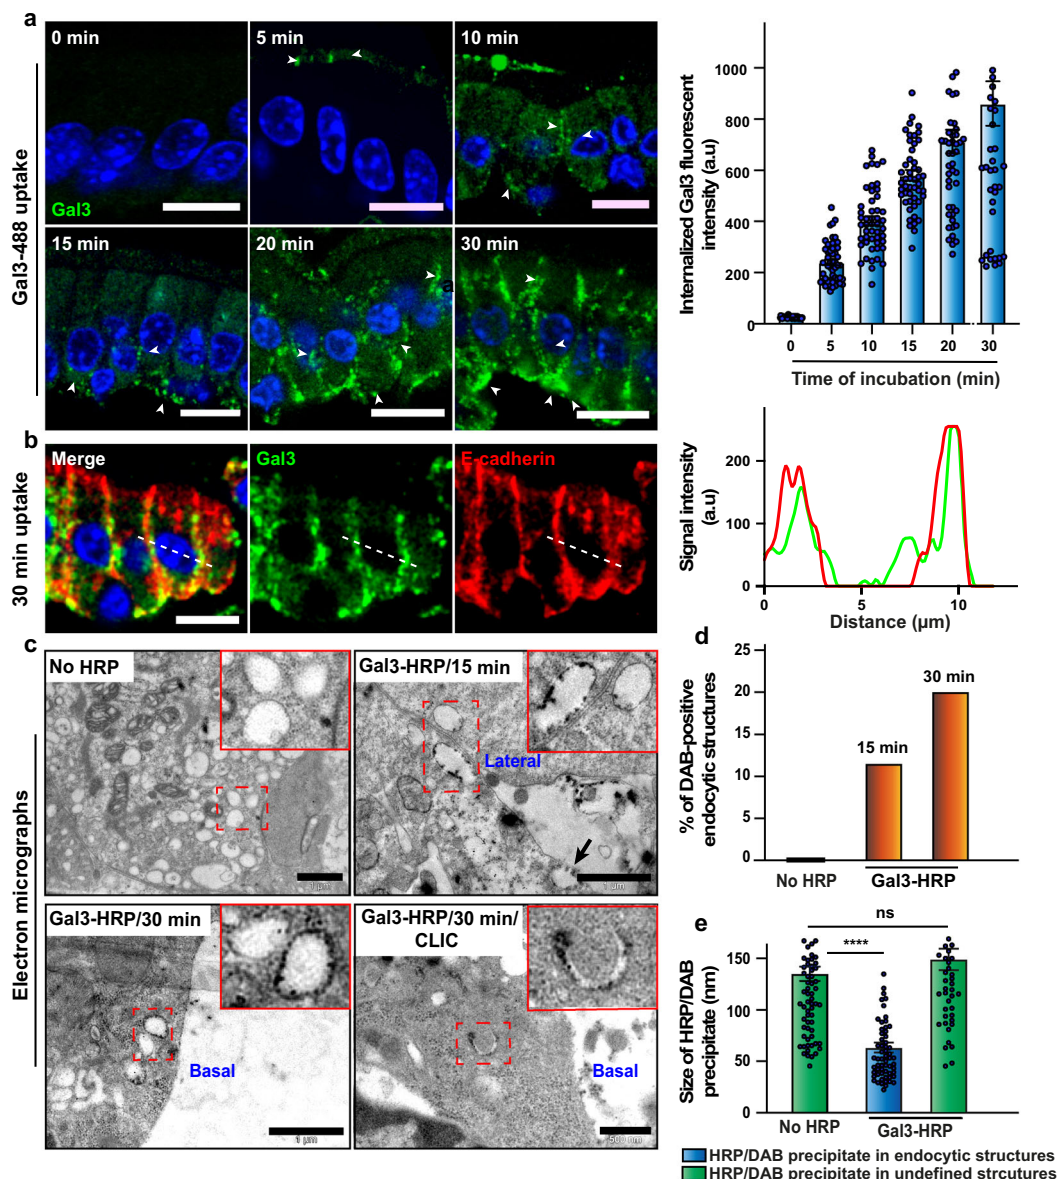 a
0 min
5 min
10 min
Gal3
15 min
20 min
30 min
a
Gal3-488 uptake
Internalized Gal3 fluorescent
intensity (a.u)
1000
800
600
400
200
0
0 5 10 15 20 30
Time of incubation (min)
b
30 min uptake
Merge
Gal3
E-cadherin
Signal intensity
(a.u)
200
100
0
0 5 10
Distance (µm)
c
Electron micrographs
No HRP
1 µm
Gal3-HRP/15 min
Lateral
1 µm
Gal3-HRP/30 min
Basal
1 µm
Gal3-HRP/30 min/
CLIC
Basal
500 nm
d
% of DAB-positive
endocytic structures
25
20
15
10
5
0
15 min
30 min
No HRP
Gal3-HRP
e
Size of HRP/DAB
precipitate (nm)
150
100
50
0
ns
****
No HRP
Gal3-HRP
HRP/DAB precipitate in endocytic structures
HRP/DAB precipitate in undefined strcutures